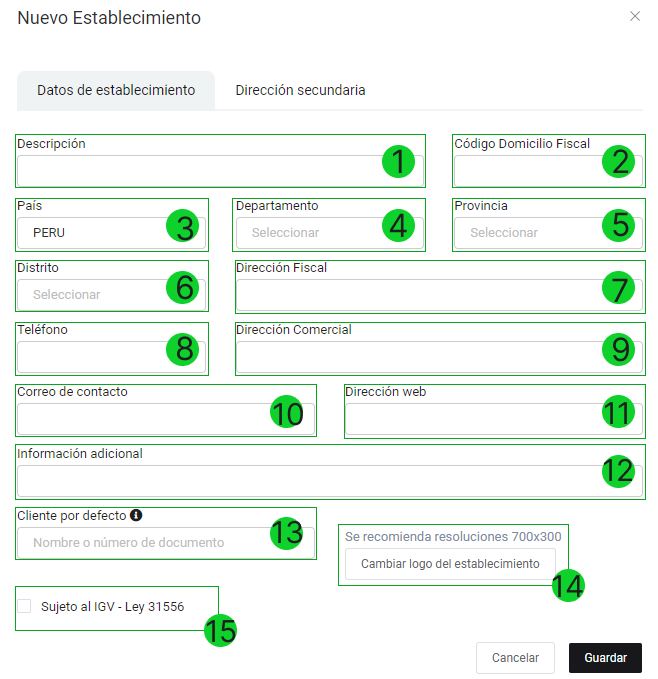 Nuevo Establecimiento
Datos de establecimiento Dirección secundaria
Descripción Código Domicilio Fiscal
1 2
País Departamento Provincia
PERU 3 Seleccionar 4 Seleccionar 5
Distrito Dirección Fiscal
Seleccionar 6 7
Teléfono Dirección Comercial
8 9
Correo de contacto Dirección web
10 11
Información adicional
12
Cliente por defecto
Nombre o número de documento 13
Se recomienda resoluciones 700x300
Cambiar logo del establecimiento
14
Sujeto al IGV - Ley 31556
15
Cancelar Guardar